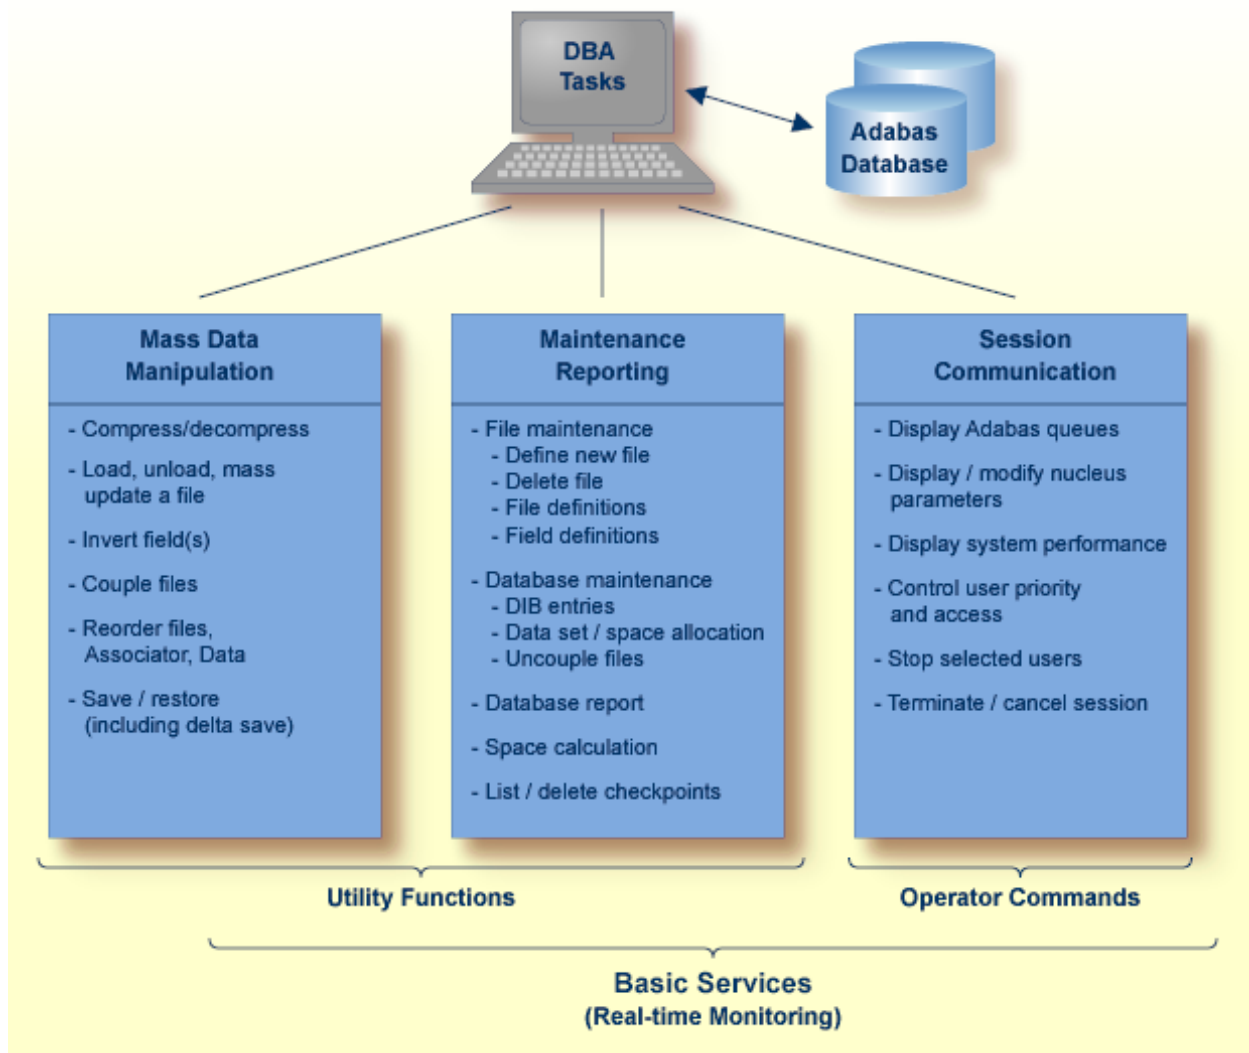 DBA
Tasks
Adabas
Database
Mass Data
Manipulation
- Compress/decompress
- Load, unload, mass
update a file
- Invert field(s)
- Couple files
- Reorder files,
Associator, Data
- Save / restore
(including delta save)
Maintenance
Reporting
- File maintenance
- Define new file
- Delete file
- File definitions
- Field definitions
- Database maintenance
- DIB entries
- Data set / space allocation
- Uncouple files
- Database report
- Space calculation
- List / delete checkpoints
Session
Communication
- Display Adabas queues
- Display / modify nucleus
parameters
- Display system performance
- Control user priority
and access
- Stop selected users
- Terminate / cancel session
Utility Functions
Operator Commands
Basic Services
(Real-time Monitoring)